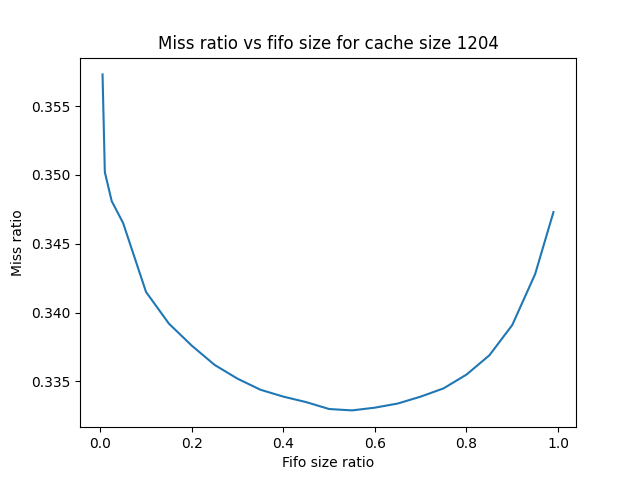 Miss ratio vs fifo size for cache size 1204
Miss ratio
0.355
0.350
0.345
0.340
0.335
0.0 0.2 0.4 0.6 0.8 1.0
Fifo size ratio